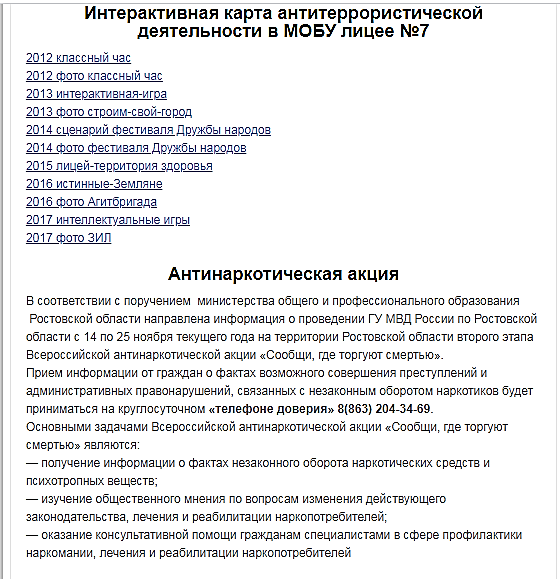 Интерактивная карта антитеррористической
деятельности в МОБУ лицее №7
2012 классный час
2012 фото классный час
2013 интерактивная-игра
2013 фото строим-свой-город
2014 сценарий фестиваля Дружбы народов
2014 фото фестиваля Дружбы народов
2015 лицей-территория здоровья
2016 истинные-Земляне
2016 фото Агитбригада
2017 интеллектуальные игры
2017 фото ЗИЛ
Антинаркотическая акция
В соответствии с поручением министерства общего и профессионального образования
Ростовской области направлена информация о проведении ГУ МВД России по Ростовской
области с 14 по 25 ноября текущего года на территории Ростовской области второго этапа
Всероссийской антинаркотической акции «Сообщи, где торгуют смертью».
Прием информации от граждан о фактах возможного совершения преступлений и
административных правонарушений, связанных с незаконным оборотом наркотиков будет
приниматься на круглосуточном «телефоне доверия» 8(863) 204-34-69.
Основными задачами Всероссийской антинаркотической акции «Сообщи, где торгуют
смертью» являются:
— получение информации о фактах незаконного оборота наркотических средств и
психотропных веществ;
— изучение общественного мнения по вопросам изменения действующего
законодательства, лечения и реабилитации наркопотребителей;
— оказание консультативной помощи гражданам специалистами в сфере профилактики
наркомании, лечения и реабилитации наркопотребителей